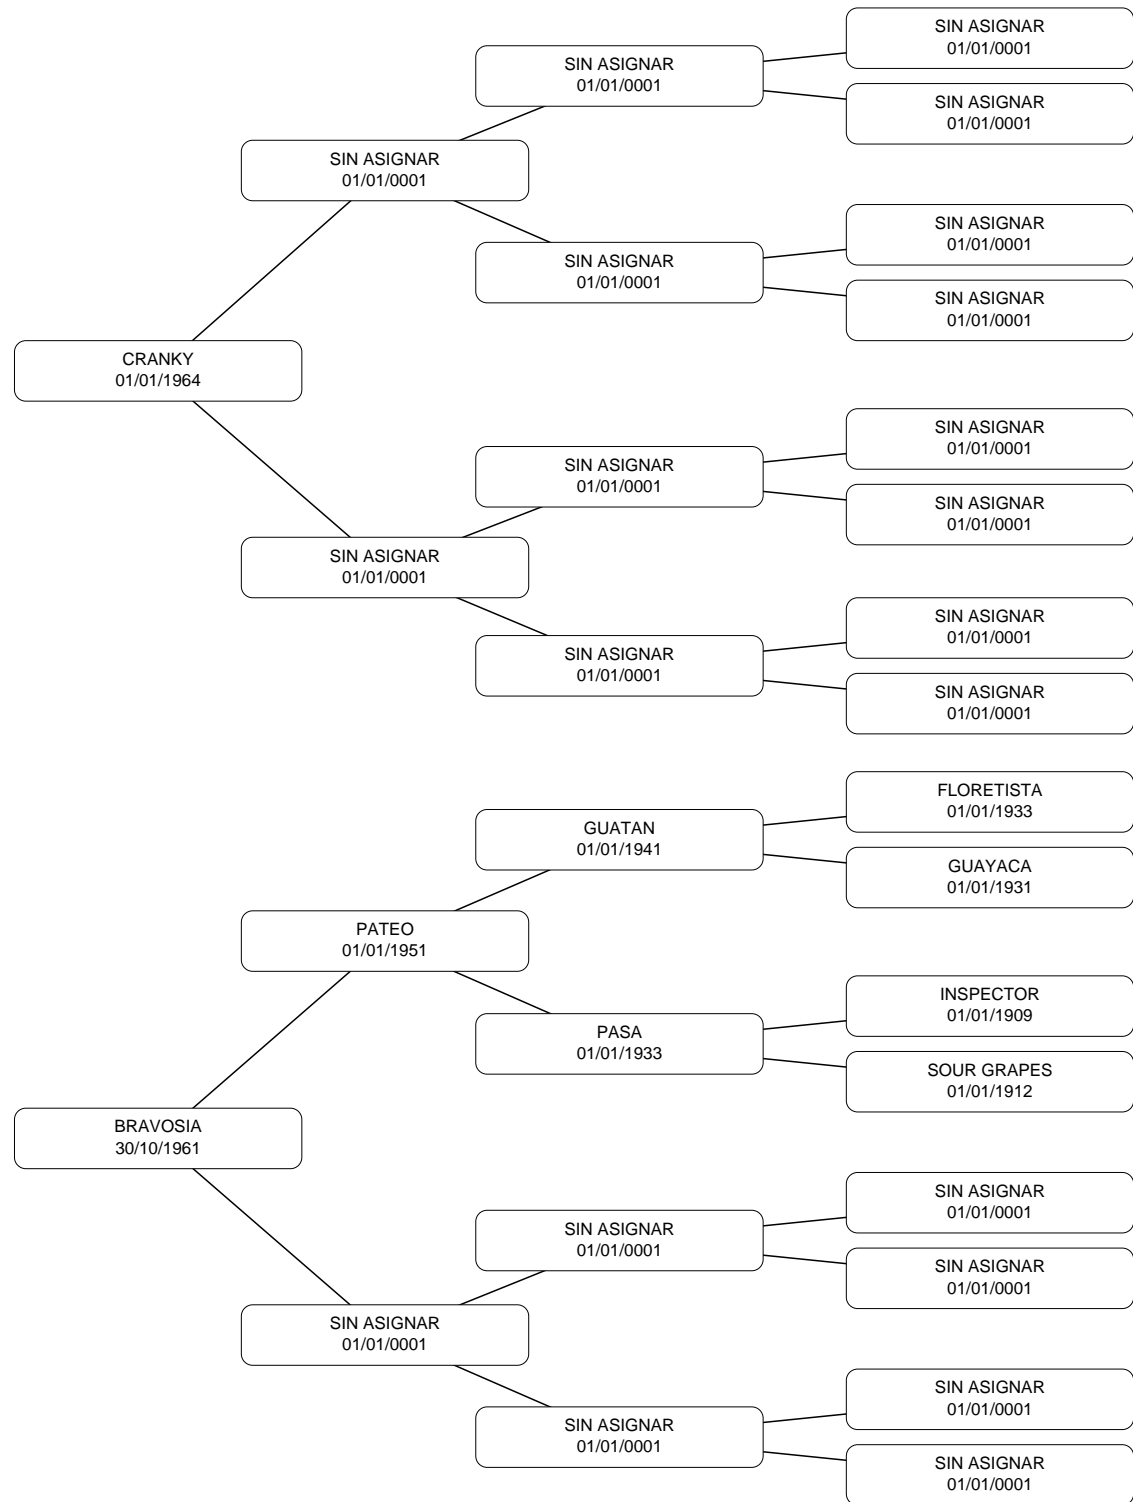 SIN ASIGNAR
01/01/0001
SIN ASIGNAR
01/01/0001
SIN ASIGNAR
01/01/0001
SIN ASIGNAR
01/01/0001
SIN ASIGNAR
01/01/0001
SIN ASIGNAR
01/01/0001
SIN ASIGNAR
01/01/0001
CRANKY
01/01/1964
SIN ASIGNAR
01/01/0001
SIN ASIGNAR
01/01/0001
SIN ASIGNAR
01/01/0001
SIN ASIGNAR
01/01/0001
SIN ASIGNAR
01/01/0001
SIN ASIGNAR
01/01/0001
SIN ASIGNAR
01/01/0001
FLORETISTA
01/01/1933
GUATAN
01/01/1941
GUAYACA
01/01/1931
PATEO
01/01/1951
INSPECTOR
01/01/1909
PASA
01/01/1933
SOUR GRAPES
01/01/1912
BRAVOSIA
30/10/1961
SIN ASIGNAR
01/01/0001
SIN ASIGNAR
01/01/0001
SIN ASIGNAR
01/01/0001
SIN ASIGNAR
01/01/0001
SIN ASIGNAR
01/01/0001
SIN ASIGNAR
01/01/0001
SIN ASIGNAR
01/01/0001